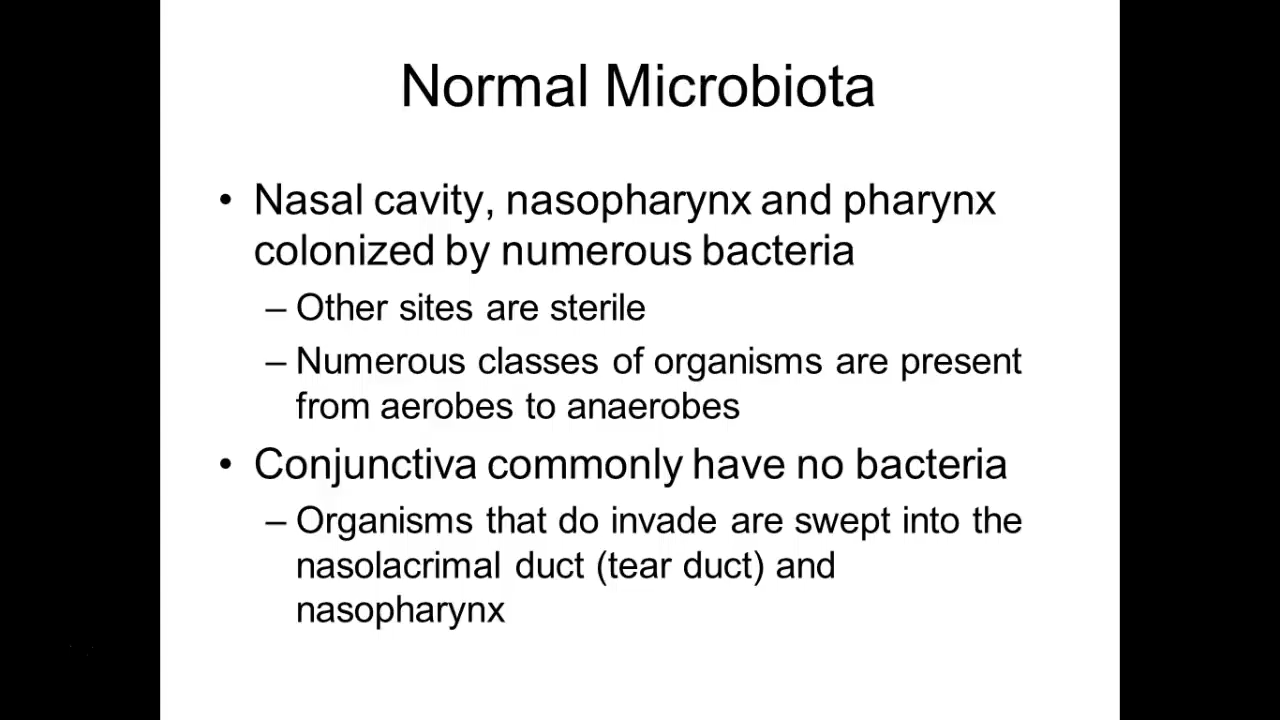 Normal Microbiota
• Nasal cavity, nasopharynx and pharynx
colonized by numerous bacteria
– Other sites are sterile
– Numerous classes of organisms are present
from aerobes to anaerobes
• Conjunctiva commonly have no bacteria
– Organisms that do invade are swept into the
nasolacrimal duct (tear duct) and
nasopharynx